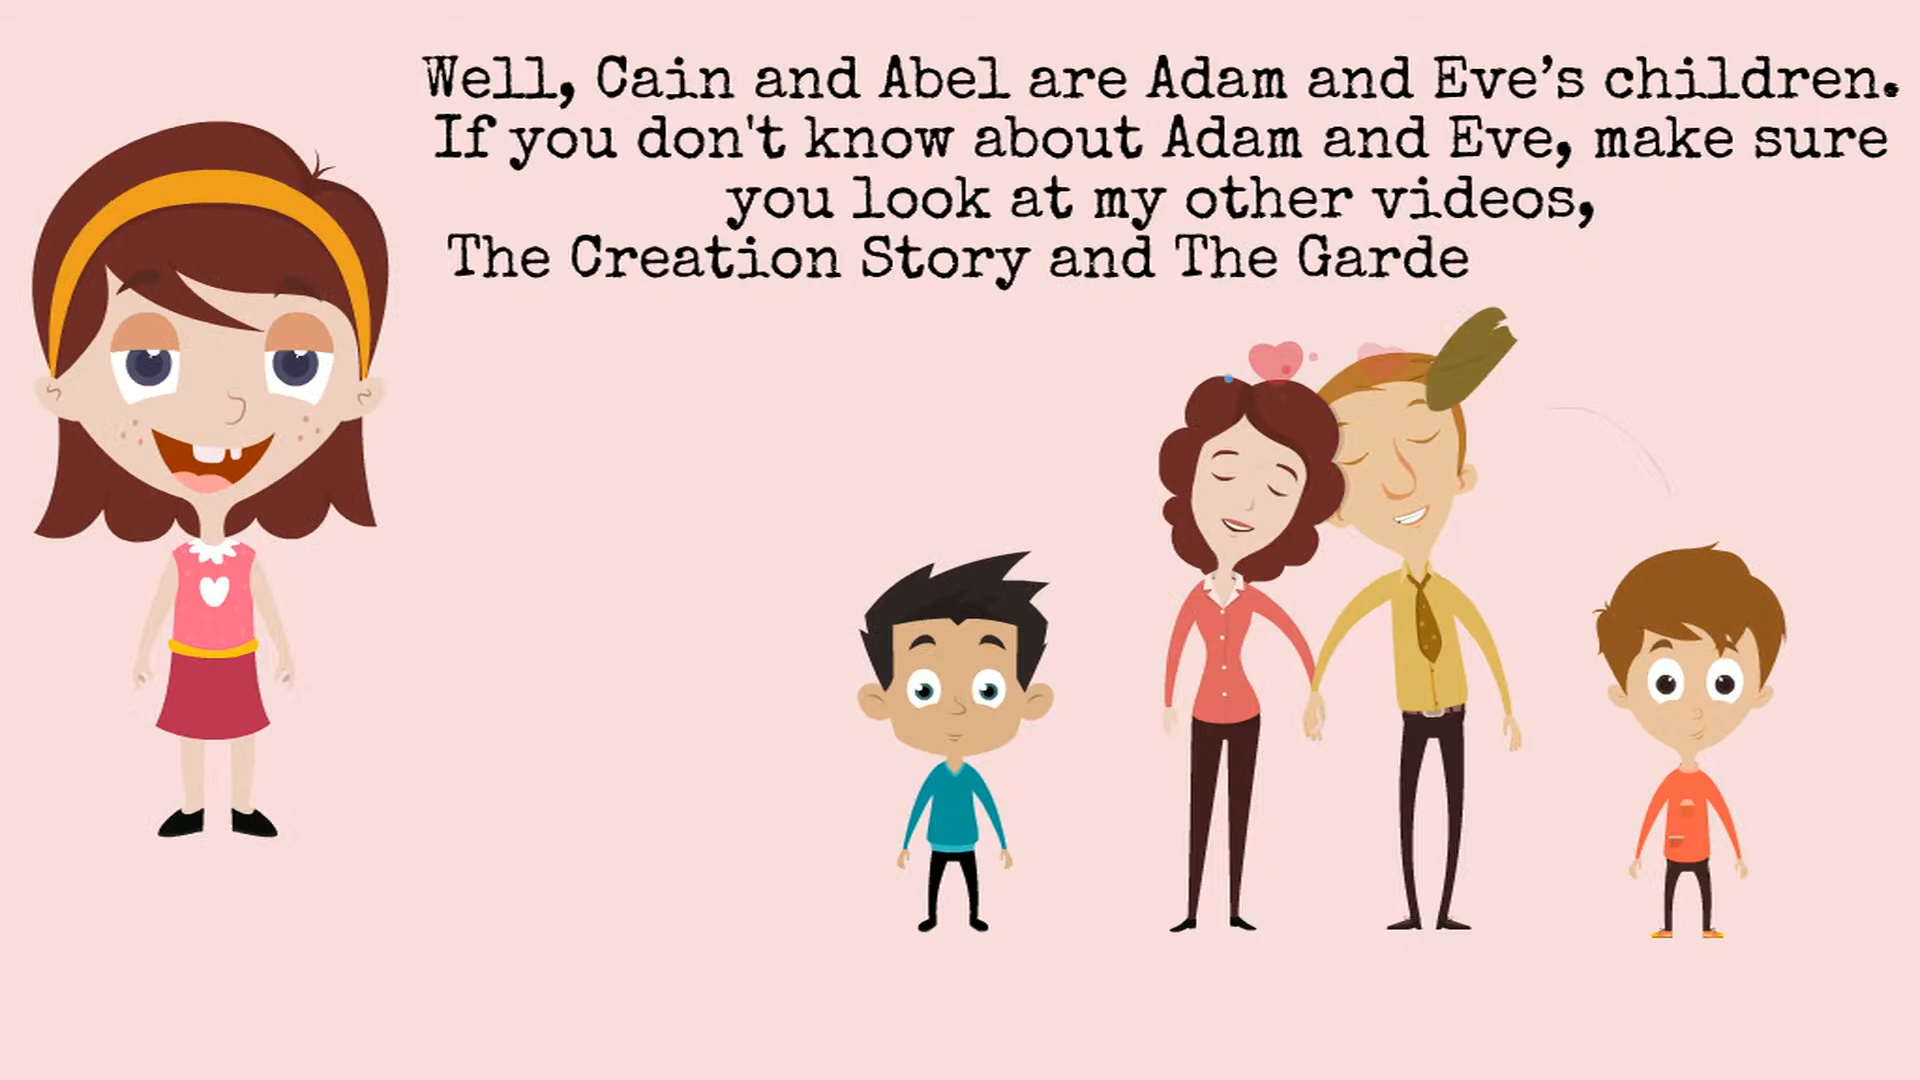 Well, Cain and Abel are Adam and Eve’s children.
If you don't know about Adam and Eve, make sure
you look at my other videos,
The Creation Story and The Garde